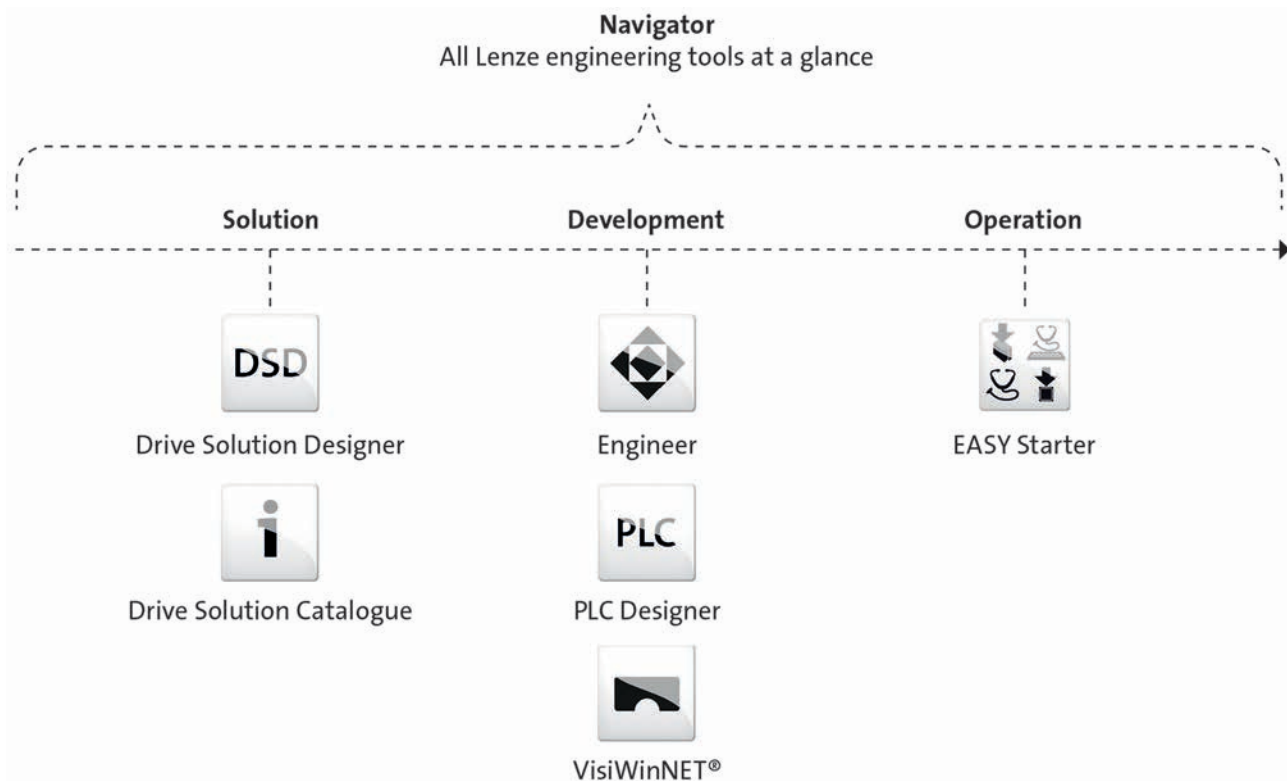 Navigator
All Lenze engineering tools at a glance
Solution
Development
Operation
DSD
Drive Solution Designer
Engineer
EASY Starter
i
Drive Solution Catalogue
PLC
PLC Designer
VisiWinNET®